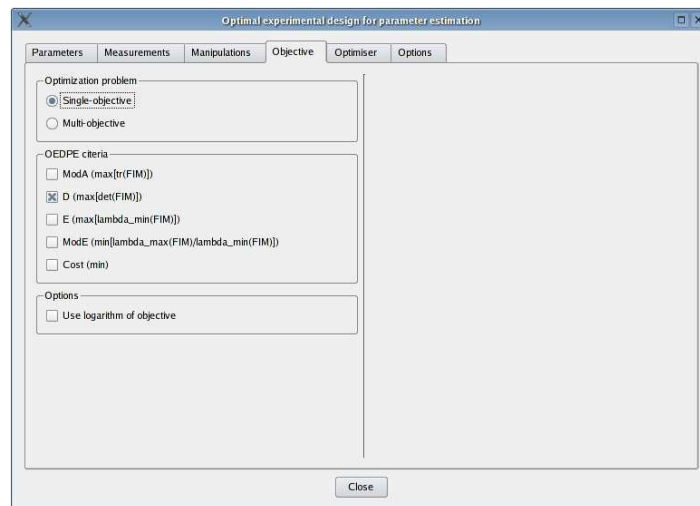 Optimal experimental design for parameter estimation
Parameters Measurements Manipulations Objective Optimiser Options
Optimization problem
Single-objective
Multi-objective
OEDPE citeria
ModA (max[tr(FIM)])
D (max[det(FIM)])
E (max[lambda_min(FIM)])
ModE (min[lambda_max(FIM)/lambda_min(FIM)])
Cost (min)
Options
Use logarithm of objective
Close